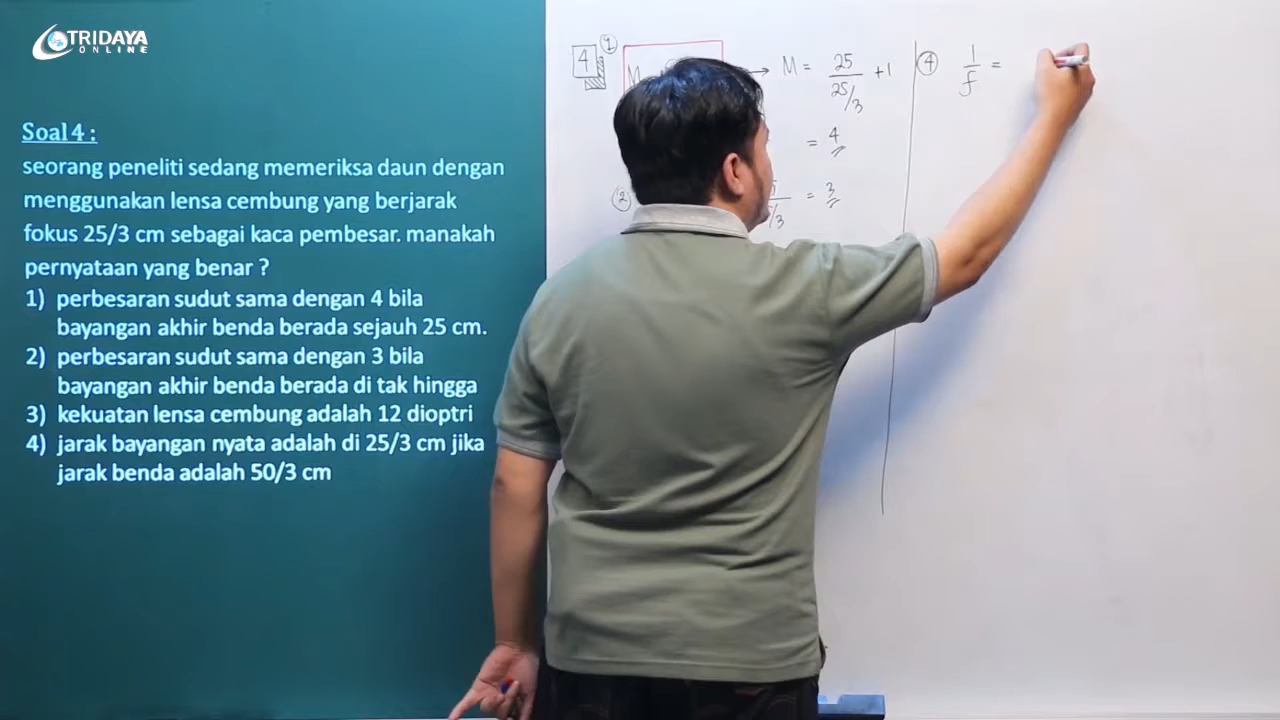 TRIDAYA
ONLINE
Soal 4 :
seorang peneliti sedang memeriksa daun dengan
menggunakan lensa cembung yang berjarak
fokus 25/3 cm sebagai kaca pembesar. manakah
pernyataan yang benar ?
1) perbesaran sudut sama dengan 4 bila
bayangan akhir benda berada sejauh 25 cm.
2) perbesaran sudut sama dengan 3 bila
bayangan akhir benda berada di tak hingga
3) kekuatan lensa cembung adalah 12 dioptri
4) jarak bayangan nyata adalah di 25/3 cm jika
jarak benda adalah 50/3 cm
4 1
M → M = 25 / 25/3 + 1
= 4
2 = 3
4 1/f =